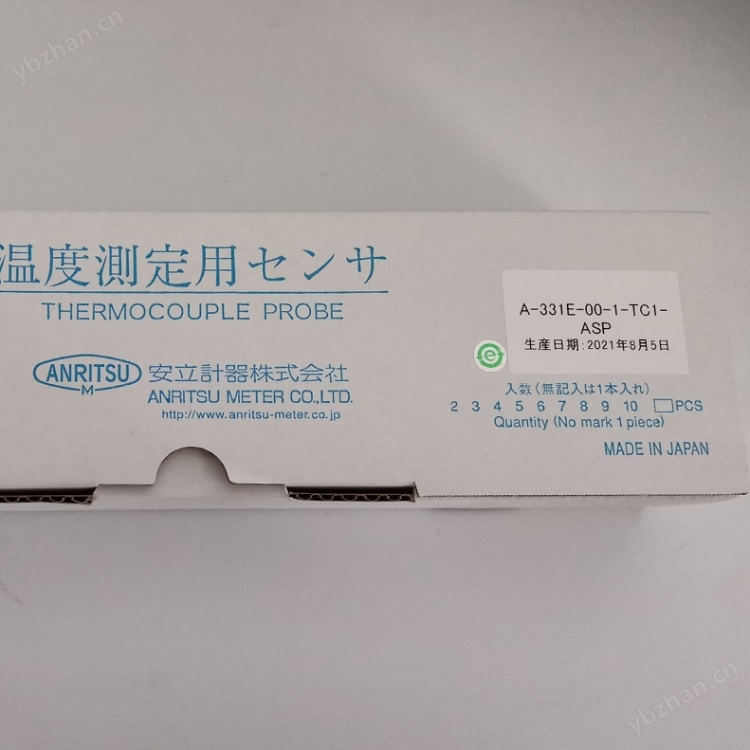 ybzhan.cn
温度測定用センサ
THERMOCOUPLE PROBE
ANRITSU
M
安立計器株式会社
ANRITSU METER CO.,LTD.
http://www.anritsu-meter.co.jp
A-331E-00-1-TC1-
ASP
生産日期:2021年8月5日
入数(無記入は1本入れ)
2 3 4 5 6 7 8 9 10 PCS
Quantity (No mark 1 piece)
MADE IN JAPAN
ybzhan.cn